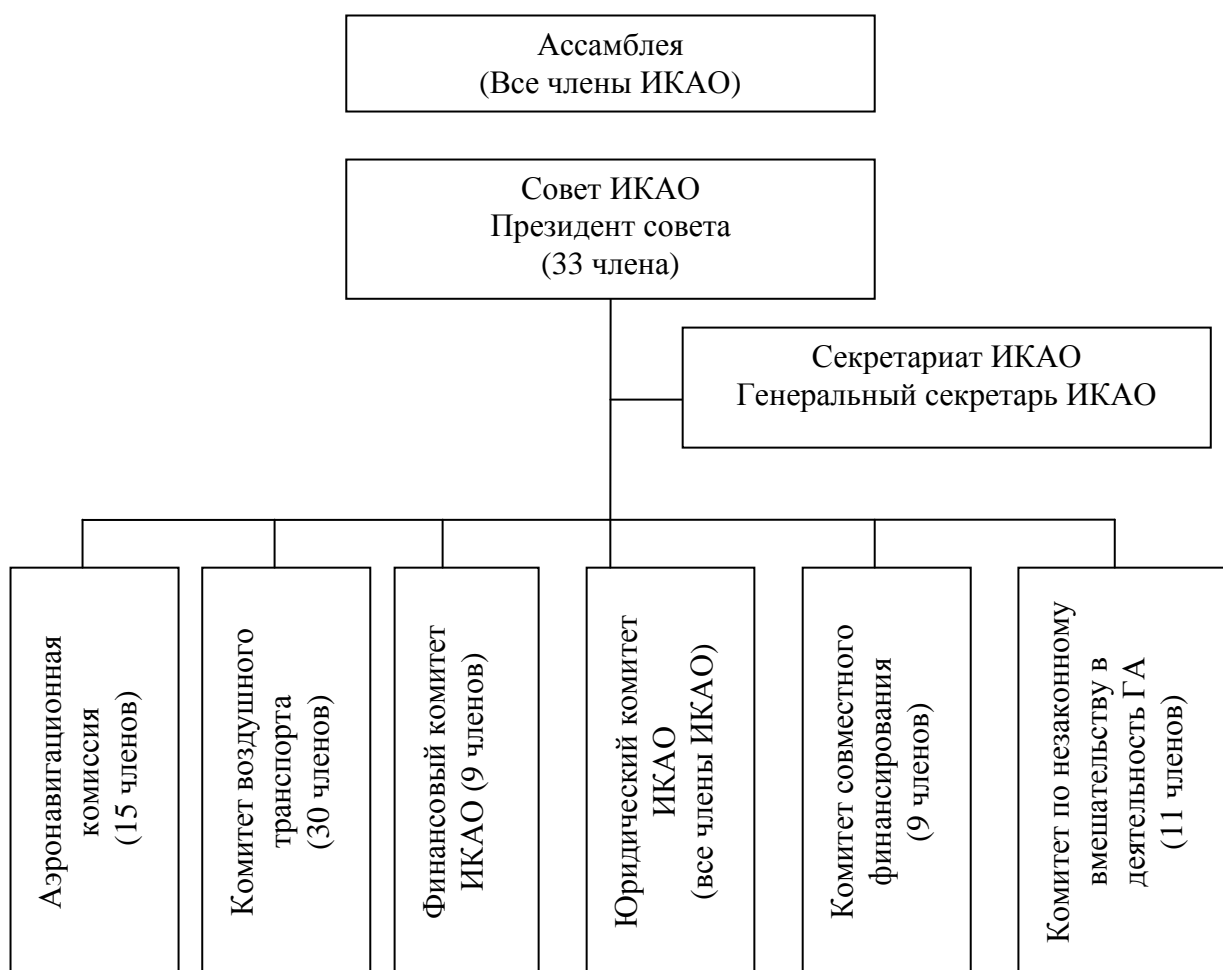 Ассамблея
(Все члены ИКАО)
Совет ИКАО
Президент совета
(33 члена)
Секретариат ИКАО
Генеральный секретарь ИКАО
Аэронавигационная
комиссия
(15 членов)
Комитет воздушного
транспорта
(30 членов)
Финансовый комитет
ИКАО (9 членов)
Юридический комитет
ИКАО
(все члены ИКАО)
Комитет совместного
финансирования
(9 членов)
Комитет по незаконному
вмешательству в
деятельность ГА
(11 членов)